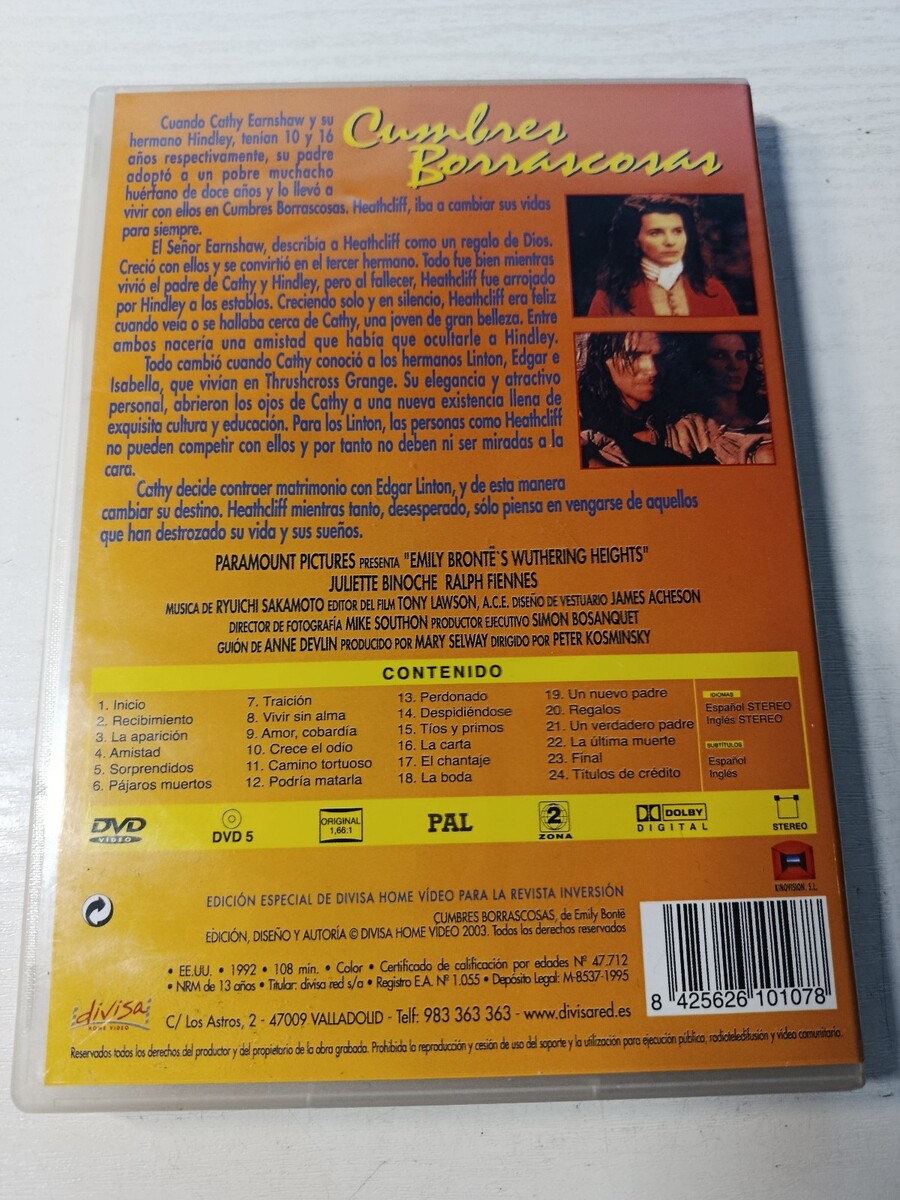 Cumbres
Borrascosas
Cuando Cathy Earnshaw y su
hermano Hindley, tenían 10 y 16
años respectivamente, su padre
adoptó a un pobre muchacho
huérfano de doce años y lo llevó a
vivir con ellos en Cumbres Borrascosas. Heathcliff, iba a cambiar sus vidas
para siempre.
El Señor Earnshaw, describía a Heathcliff como un regalo de Dios.
Creció con ellos y se convirtió en el tercer hermano. Todo fue bien mientras
vivió el padre de Cathy y Hindley, pero al fallecer, Heathcliff fue arrojado
por Hindley a los establos. Creciendo solo y en silencio, Heathcliff era feliz
cuando veía o se hallaba cerca de Cathy, una joven de gran belleza. Entre
ambos nacería una amistad que había que ocultarle a Hindley.
Todo cambió cuando Cathy conoció a los hermanos Linton, Edgar e
Isabella, que vivían en Thrushcross Grange. Su elegancia y atractivo
personal, abrieron los ojos de Cathy a una nueva existencia llena de
exquisita cultura y educación. Para los Linton, las personas como Heathcliff
no pueden competir con ellos y por tanto no deben ni ser miradas a la
cara.
Cathy decide contraer matrimonio con Edgar Linton, y de esta manera
cambiar su destino. Heathcliff mientras tanto, desesperado, sólo piensa en vengarse de aquellos
que han destrozado su vida y sus sueños.
PARAMOUNT PICTURES PRESENTA "EMILY BRONTË'S WUTHERING HEIGHTS"
JULIETTE BINOCHE RALPH FIENNES
MUSICA DE RYUICHI SAKAMOTO EDITOR DEL FILM TONY LAWSON, A.C.E. DISEÑO DE VESTUARIO JAMES ACHESON
DIRECTOR DE FOTOGRAFÍA MIKE SOUTHON PRODUCTOR EJECUTIVO SIMON BOSANQUET
GUIÓN DE ANNE DEVLIN PRODUCIDO POR MARY SELWAY DIRIGIDO POR PETER KOSMINSKY
CONTENIDO
1. Inicio
2. Recibimiento
3. La aparición
4. Amistad
5. Sorprendidos
6. Pájaros muertos
7. Traición
8. Vivir sin alma
9. Amor, cobardía
10. Crece el odio
11. Camino tortuoso
12. Podría matarla
13. Perdonado
14. Despidiéndose
15. Tíos y primos
16. La carta
17. El chantaje
18. La boda
19. Un nuevo padre
20. Regalos
21. Un verdadero padre
22. La última muerte
23. Final
24. Títulos de crédito
IDIOMAS
Español STEREO
Inglés STEREO
SUBTÍTULOS
Español
Inglés
DVD
VIDEO
DVD 5
ORIGINAL
1,66:1
PAL
2
ZONA
DOLBY
DIGITAL
STEREO
KINOVISION, S.L.
EDICIÓN ESPECIAL DE DIVISA HOME VÍDEO PARA LA REVISTA INVERSIÓN
CUMBRES BORRASCOSAS, de Emily Bontë
EDICIÓN, DISEÑO Y AUTORÍA © DIVISA HOME VÍDEO 2003. Todos los derechos reservados
• EE.UU. • 1992 • 108 min. • Color • Certificado de calificación por edades Nº 47.712
• NRM de 13 años • Titular: divisa red s/a • Registro E.A. Nº 1.055 • Depósito Legal: M-8537-1995
divisa
HOME VIDEO
C/ Los Astros, 2 - 47009 VALLADOLID - Telf: 983 363 363 - www.divisared.es
8 425626 101078
Reservados todos los derechos del productor y del propietario de la obra grabada. Prohibida la reproducción y cesión de uso del soporte y la utilización para ejecución pública, radioteledifusión y video comunitario.